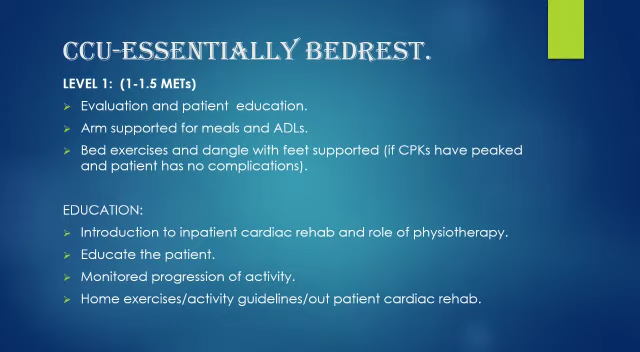 CCU-ESSENTIALLY BEDREST.
LEVEL 1: (1-1.5 METs)
Evaluation and patient education.
Arm supported for meals and ADLs.
Bed exercises and dangle with feet supported (if CPKs have peaked
and patient has no complications).
EDUCATION:
Introduction to inpatient cardiac rehab and role of physiotherapy.
Educate the patient.
Monitored progression of activity.
Home exercises/activity guidelines/out patient cardiac rehab.